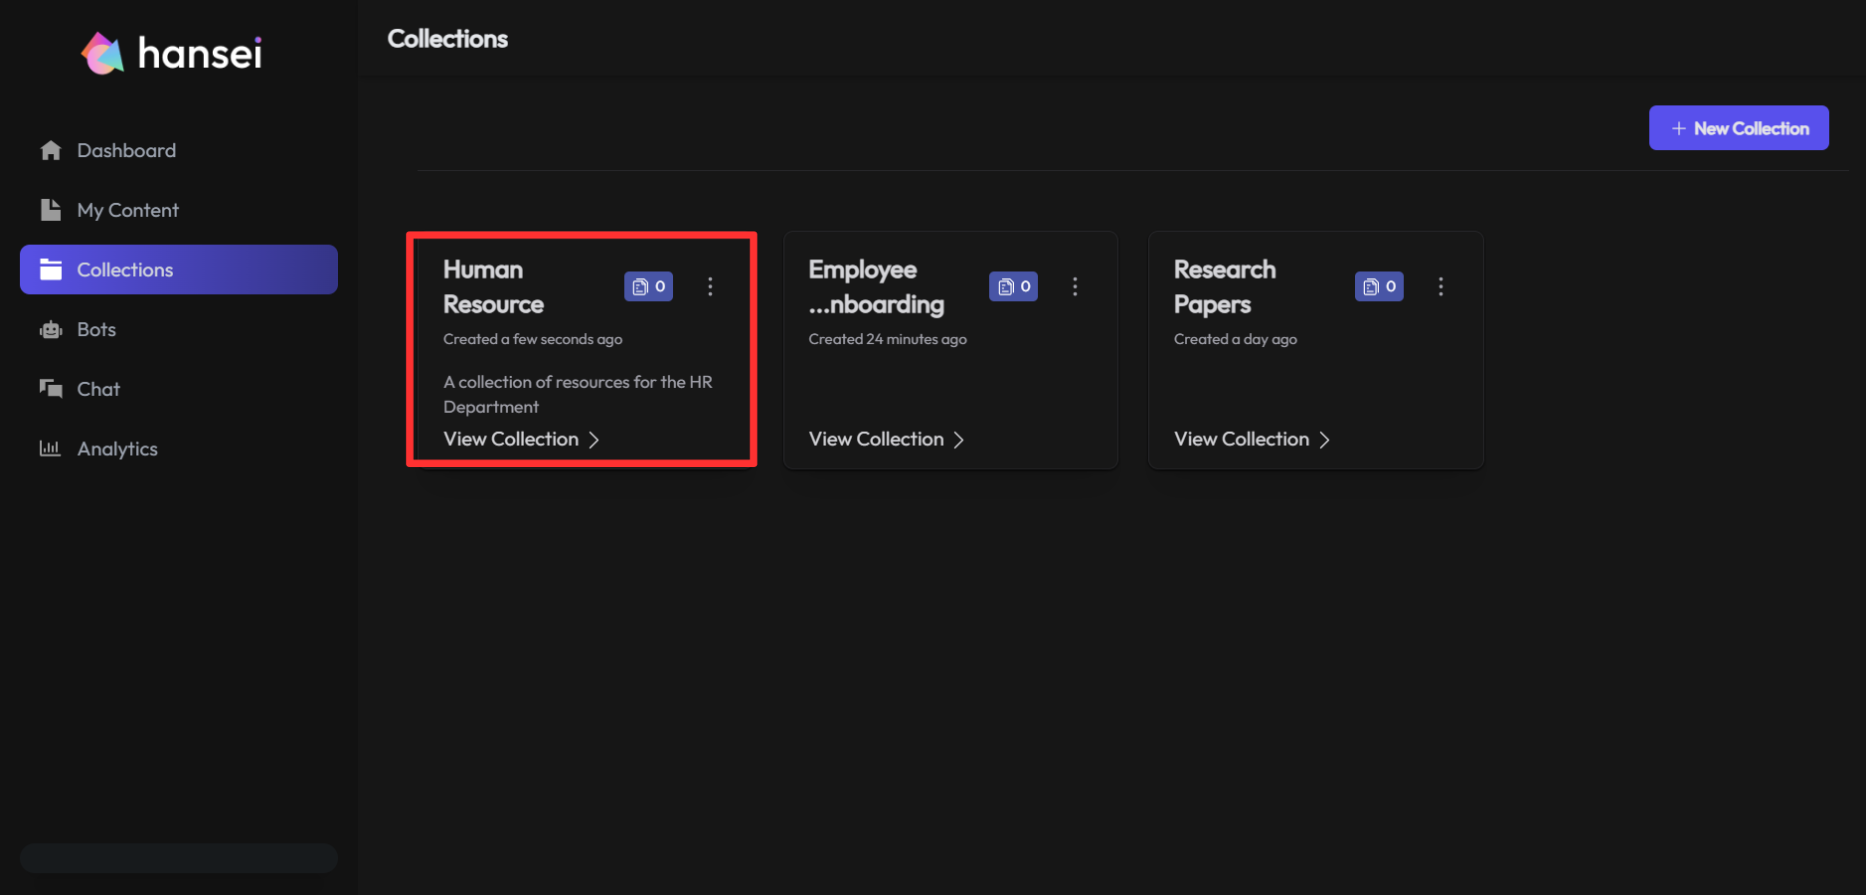 hansei
Dashboard
My Content
Collections
Bots
Chat
Analytics
Collections
+ New Collection
Human
Resource
0
Created a few seconds ago
A collection of resources for the HR
Department
View Collection
Employee
...nboarding
0
Created 24 minutes ago
View Collection
Research
Papers
0
Created a day ago
View Collection